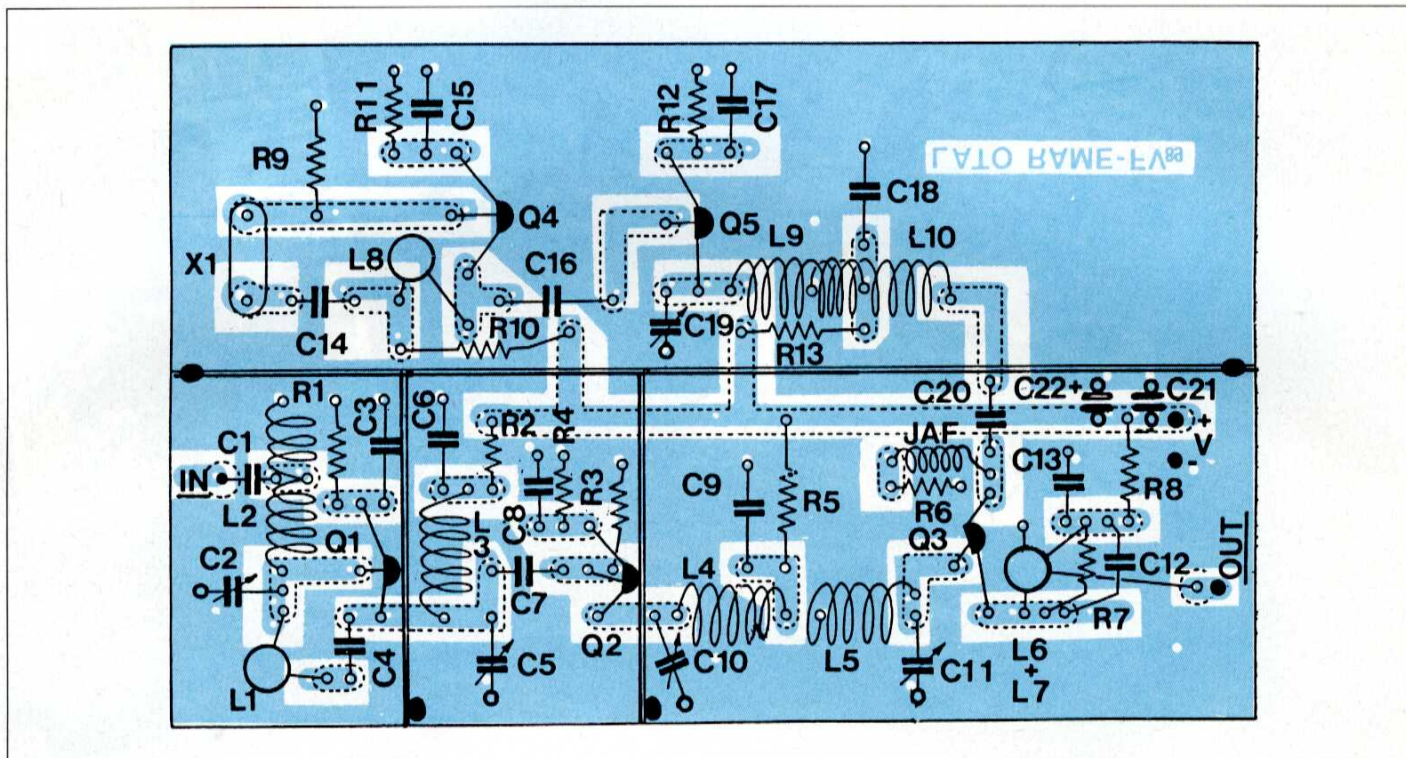 R11
C15
R12
C17
R9
LATO RAME-FV89
C18
Q4
Q5
L9
L10
X1
L8
C16
C14
R10
C19
R13
R1
C3
C6
R2
R4
C20
C22+
C21
+
V
-
C1
IN
L2
C8
R3
C9
R5
JAF
R6
C13
R8
L3
C2
Q1
C7
L4
Q3
C12
OUT
L1
C4
C5
Q2
C10
L5
C11
L6
+
L7
R7